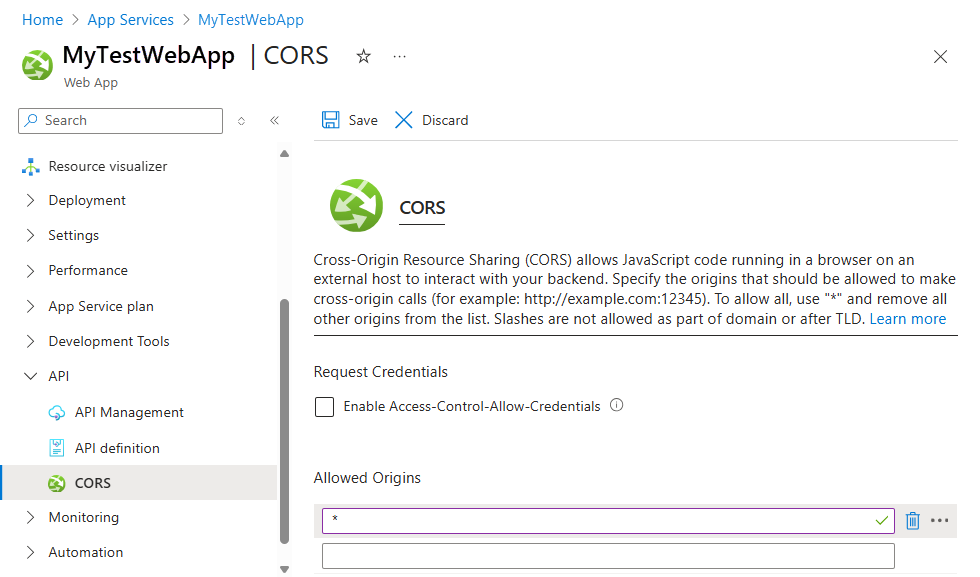 Home > App Services > MyTestWebApp
MyTestWebApp | CORS
Web App
Search
Save Discard
Resource visualizer
Deployment
Settings
Performance
App Service plan
Development Tools
API
API Management
API definition
CORS
Monitoring
Automation
CORS
Cross-Origin Resource Sharing (CORS) allows JavaScript code running in a browser on an
external host to interact with your backend. Specify the origins that should be allowed to make
cross-origin calls (for example: http://example.com:12345). To allow all, use "*" and remove all
other origins from the list. Slashes are not allowed as part of domain or after TLD. Learn more
Request Credentials
Enable Access-Control-Allow-Credentials
Allowed Origins
*